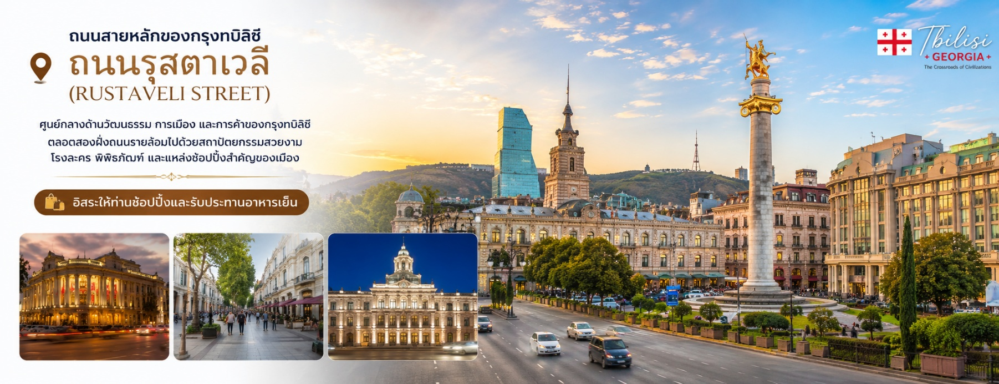 ถนนสายหลักของกรุงทบิลิซี
ถนนรุสตาเวลี
(RUSTAVELI STREET)
ศูนย์กลางด้านวัฒนธรรม การเมือง และการค้าของกรุงทบิลิซี
ตลอดสองฝั่งถนนรายล้อมไปด้วยสถาปัตยกรรมสวยงาม
โรงละคร พิพิธภัณฑ์ และแหล่งช้อปปิ้งสำคัญของเมือง
อิสระให้ท่านช้อปปิ้งและรับประทานอาหารเย็น
Tbilisi
+ GEORGIA +
The Crossroads of Civilizations